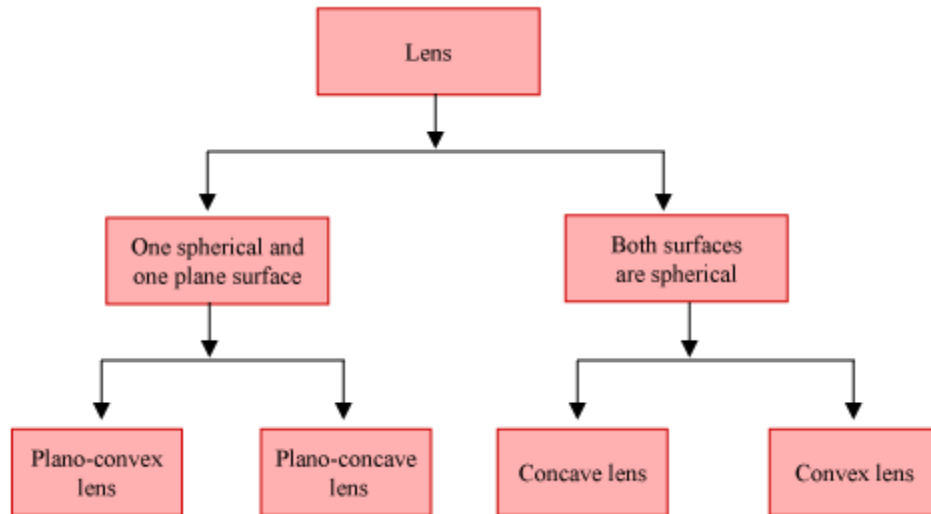 Lens
One spherical and
one plane surface
Both surfaces
are spherical
Plano-convex
lens
Plano-concave
lens
Concave lens
Convex lens